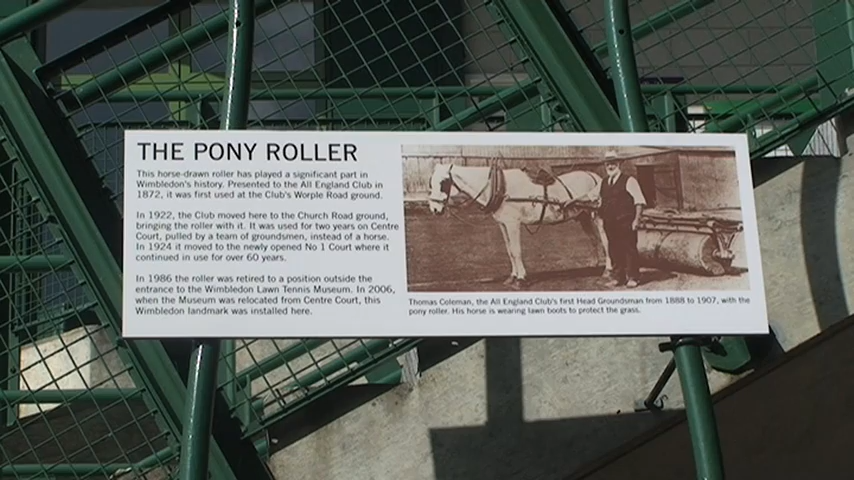 THE PONY ROLLER
This horse-drawn roller has played a significant part in
Wimbledon's history. Presented to the All England Club in
1872, it was first used at the Club's Worple Road ground.
In 1922, the Club moved here to the Church Road ground,
bringing the roller with it. It was used for two years on Centre
Court, pulled by a team of groundsmen, instead of a horse.
In 1924 it moved to the newly opened No 1 Court where it
continued in use for over 60 years.
In 1986 the roller was retired to a position outside the
entrance to the Wimbledon Lawn Tennis Museum. In 2006,
when the Museum was relocated from Centre Court, this
Wimbledon landmark was installed here.
Thomas Coleman, the All England Club's first Head Groundsman from 1888 to 1907, with the
pony roller. His horse is wearing lawn boots to protect the grass.